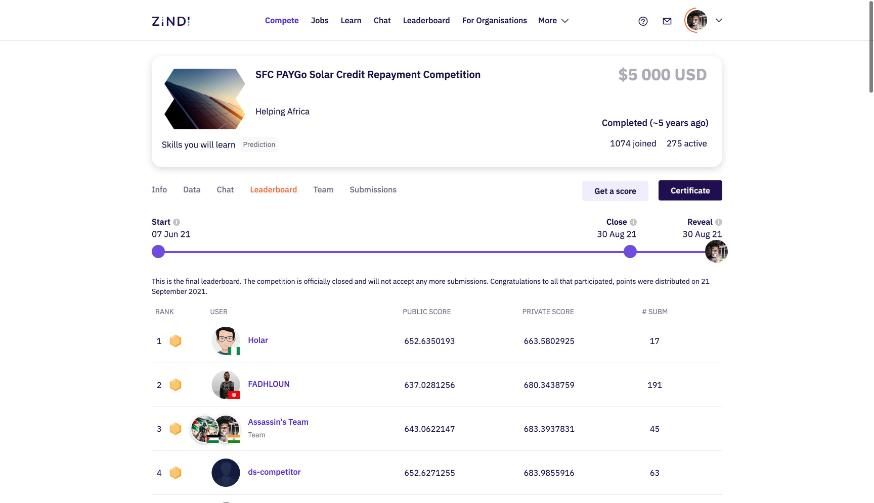 ZINDI
Compete Jobs Learn Chat Leaderboard For Organisations More
SFC PAYGo Solar Credit Repayment Competition
$5 000 USD
Helping Africa
Completed (~5 years ago)
Skills you will learn Prediction
1074 joined 275 active
Info Data Chat Leaderboard Team Submissions
Get a score Certificate
Start Close Reveal
07 Jun 21 30 Aug 21 30 Aug 21
This is the final leaderboard. The competition is officially closed and will not accept any more submissions. Congratulations to all that participated, points were distributed on 21
September 2021.
RANK USER PUBLIC SCORE PRIVATE SCORE # SUBM
1 Holar 652.6350193 663.5802925 17
2 FADHLOUN 637.0281256 680.3438759 191
3 Assassin's Team 643.0622147 683.3937831 45
Team
4 ds-competitor 652.6271255 683.9855916 63